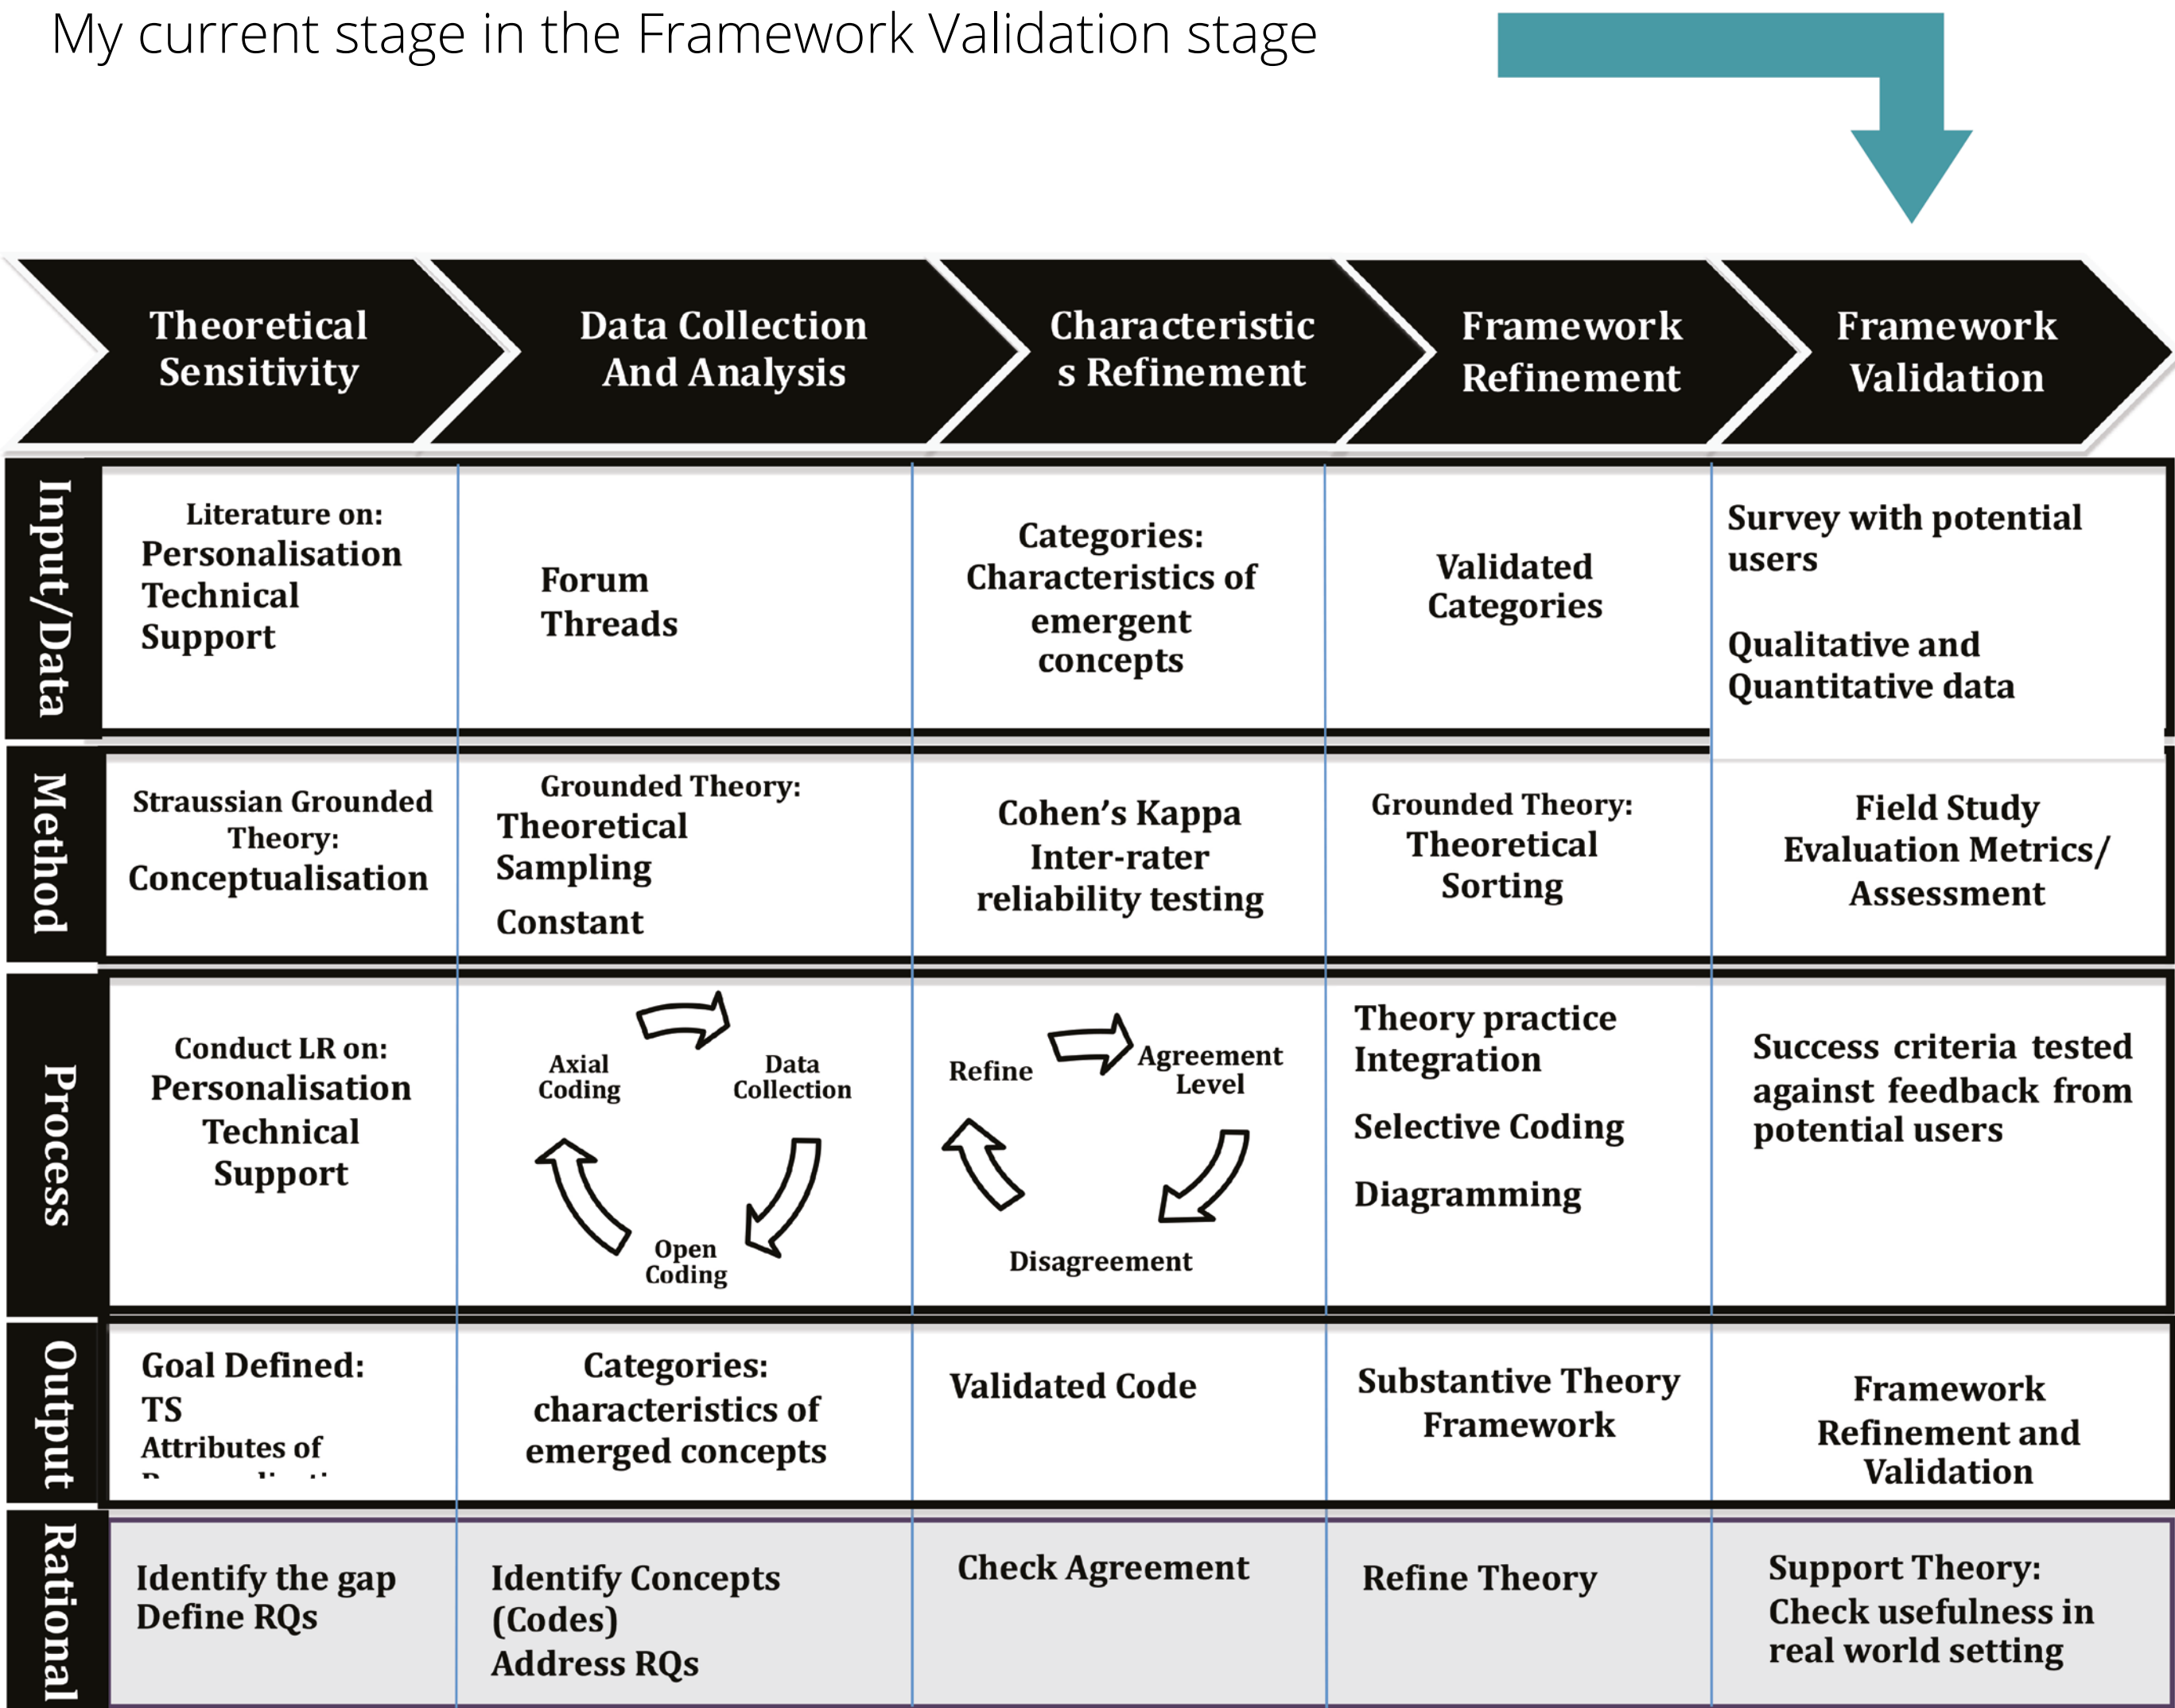 My current stage in the Framework Validation stage
Theoretical
Sensitivity
Data Collection
And Analysis
Characteristic
s Refinement
Framework
Refinement
Framework
Validation
Input/Data
Literature on:
Personalisation
Technical
Support
Forum
Threads
Categories:
Characteristics of
emergent
concepts
Validated
Categories
Survey with potential
users
Qualitative and
Quantitative data
Method
Straussian Grounded
Theory:
Conceptualisation
Grounded Theory:
Theoretical
Sampling
Constant
Cohen’s Kappa
Inter-rater
reliability testing
Grounded Theory:
Theoretical
Sorting
Field Study
Evaluation Metrics/
Assessment
Process
Conduct LR on:
Personalisation
Technical
Support
Axial
Coding
Data
Collection
Open
Coding
Refine
Agreement
Level
Disagreement
Theory practice
Integration
Selective Coding
Diagramming
Success criteria tested
against feedback from
potential users
Output
Goal Defined:
TS
Attributes of
Categories:
characteristics of
emerged concepts
Validated Code
Substantive Theory
Framework
Framework
Refinement and
Validation
Rational
Identify the gap
Define RQs
Identify Concepts
(Codes)
Address RQs
Check Agreement
Refine Theory
Support Theory:
Check usefulness in
real world setting